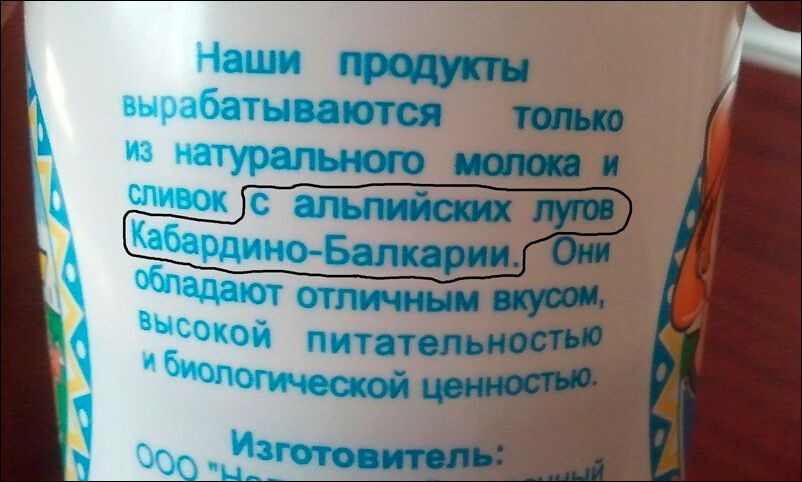 Наши продукты
вырабатываются только
из натурального молока и
сливок с альпийских лугов
Кабардино-Балкарии. Они
обладают отличным вкусом,
высокой питательностью
и биологической ценностью.
Изготовитель:
ООО